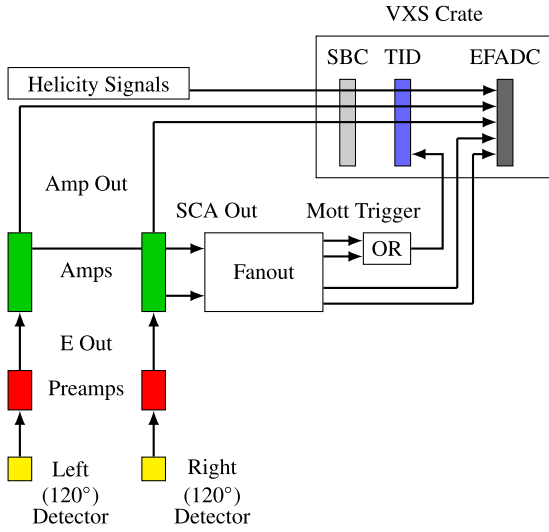 VXS Crate
SBC
TID
EFADC
Helicity Signals
Amp Out
SCA Out
Mott Trigger
OR
Fanout
Amps
E Out
Preamps
Left
(120°)
Detector
Right
(120°)
Detector